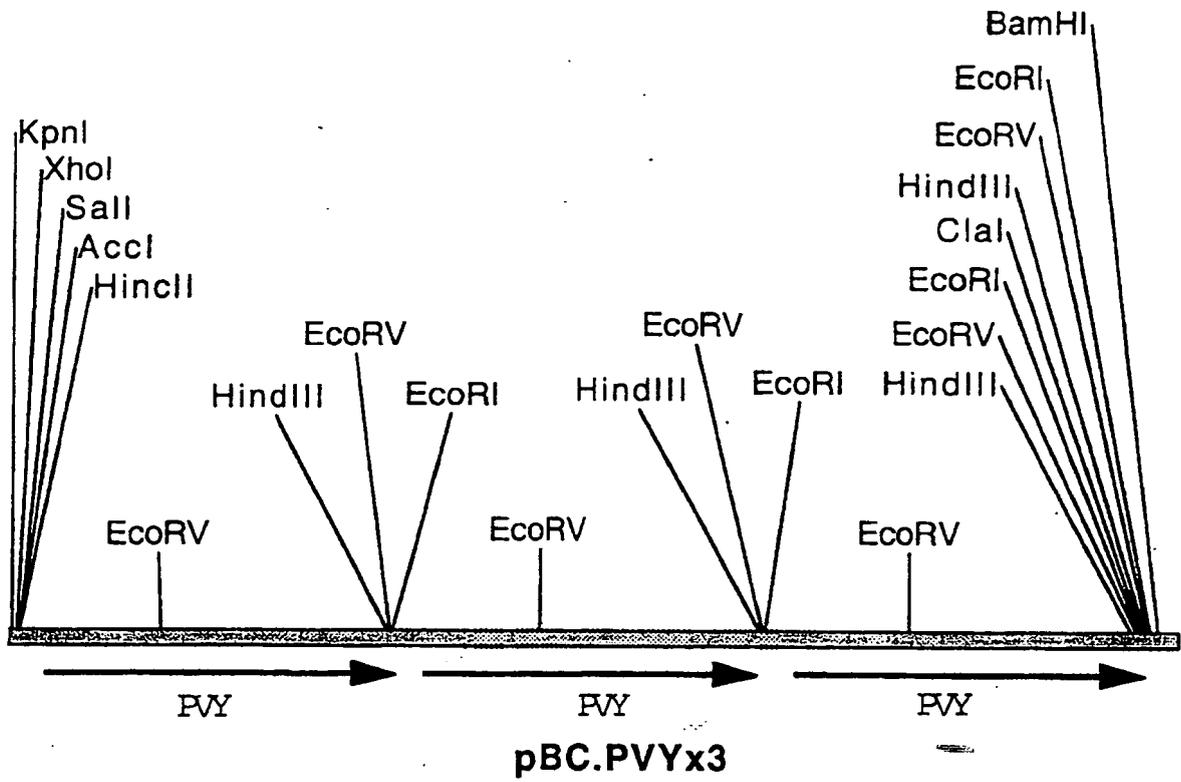 BamHI
EcoRI
KpnI
EcoRV
XhoI
HindIII
SalI
ClaI
AccI
EcoRI
HincII
EcoRV
EcoRV
EcoRV
HindIII
EcoRI
HindIII
EcoRI
HindIII
EcoRV
EcoRV
EcoRV
PVY
PVY
PVY
pBC.PVYx3